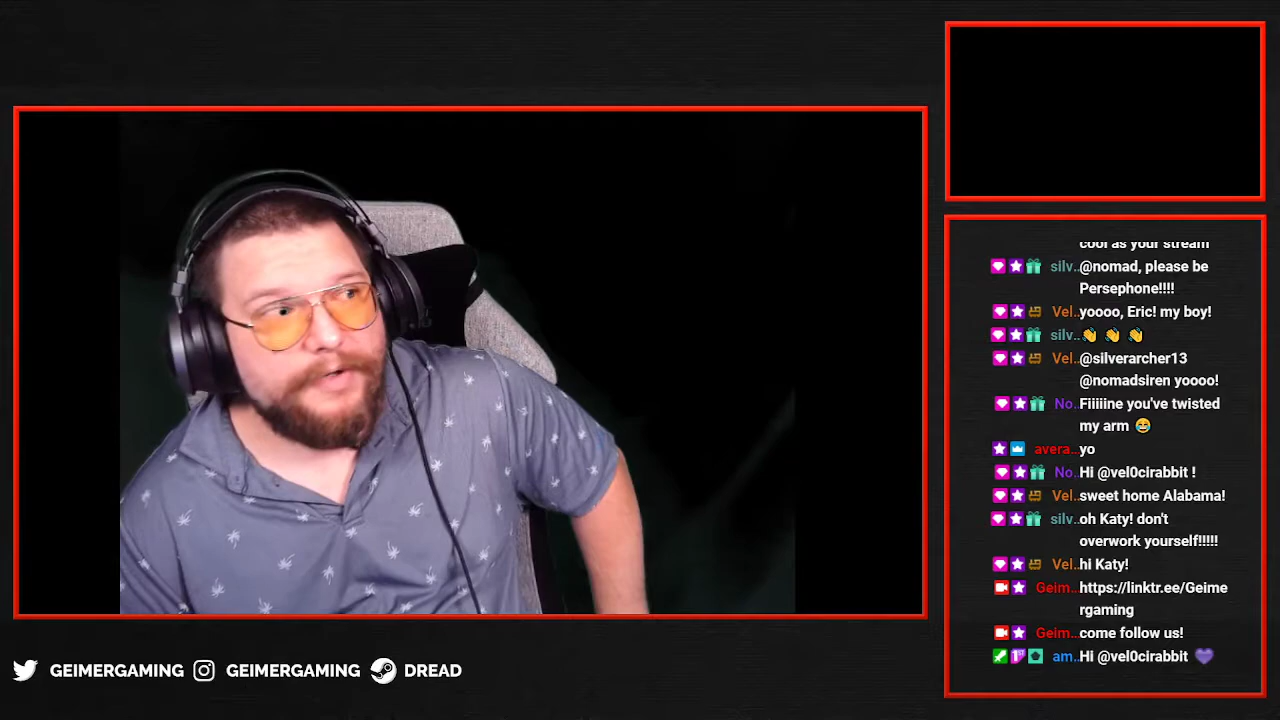 cool as your stream
silv.. @nomad, please be
Persephone!!!!
Vel.. yoooo, Eric! my boy!
silv.. 👏 👏 👏
Vel.. @silverarcher13
@nomadsiren yoooo!
No.. Fiiiiine you've twisted
my arm 😂
avera.. yo
No.. Hi @vel0cirabbit !
Vel.. sweet home Alabama!
silv.. oh Katy! don't
overwork yourself!!!!!
Vel.. hi Katy!
Geim.. https://linktr.ee/Geime
rgaming
Geim.. come follow us!
am.. Hi @vel0cirabbit 💜
GEIMERGAMING GEIMERGAMING DREAD